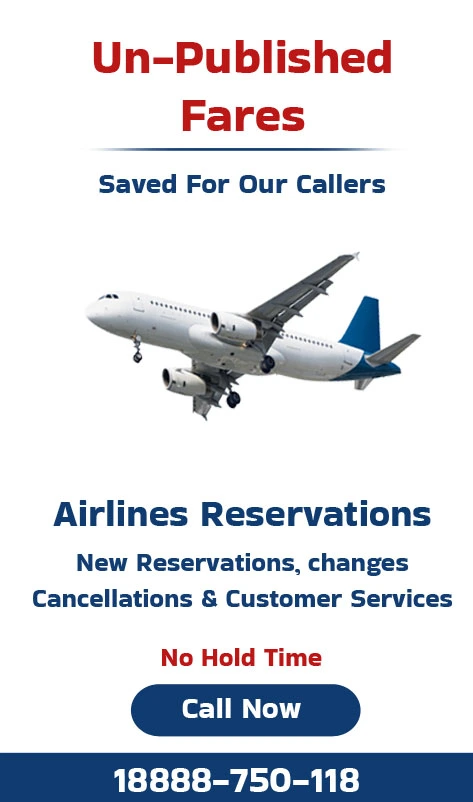 Un-Published
Fares
Saved For Our Callers
Airlines Reservations
New Reservations, changes
Cancellations & Customer Services
No Hold Time
Call Now
18888-750-118